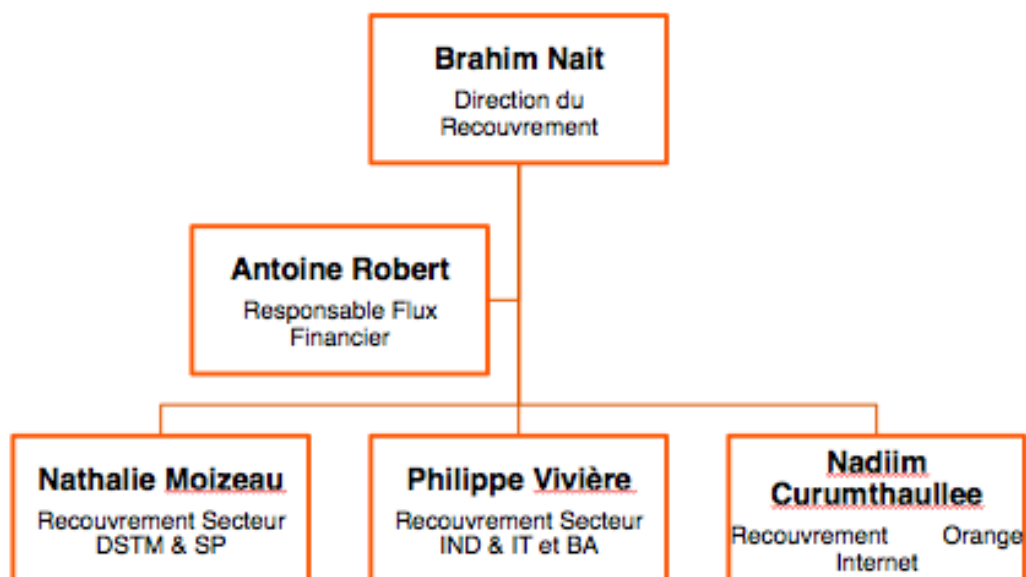 Brahim Nait
Direction du
Recouvrement
Antoine Robert
Responsable Flux
Financier
Nathalie Moizeau
Recouvrement Secteur
DSTM & SP
Philippe Vivière
Recouvrement Secteur
IND & IT et BA
Nadiim
Curumthaullee
Recouvrement Orange
Internet